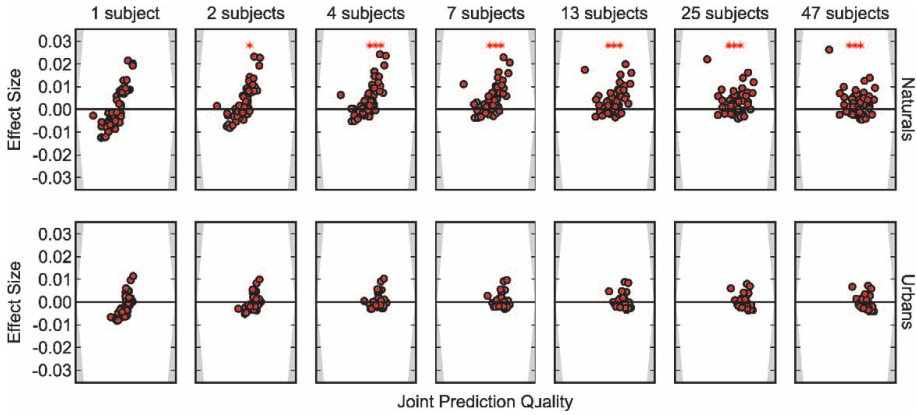 1 subject 2 subjects 4 subjects 7 subjects 13 subjects 25 subjects 47 subjects
* *** *** *** *** ***
0.03
0.02
0.01
0.00
-0.01
-0.02
-0.03
Effect Size
Naturals
0.03
0.02
0.01
0.00
-0.01
-0.02
-0.03
Effect Size
Urbans
Joint Prediction Quality